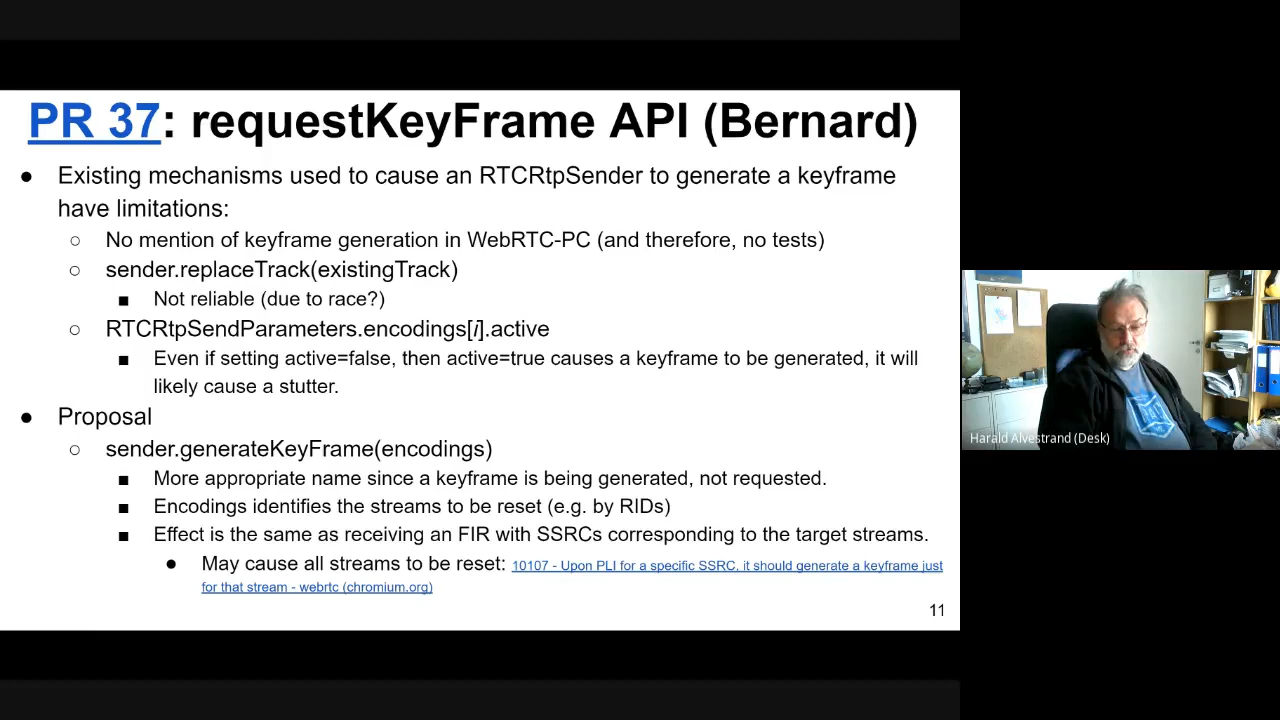 PR 37: requestKeyFrame API (Bernard)
● Existing mechanisms used to cause an RTCRtpSender to generate a keyframe
have limitations:
○ No mention of keyframe generation in WebRTC-PC (and therefore, no tests)
○ sender.replaceTrack(existingTrack)
■ Not reliable (due to race?)
○ RTCRtpSendParameters.encodings[i].active
■ Even if setting active=false, then active=true causes a keyframe to be generated, it will
likely cause a stutter.
● Proposal
○ sender.generateKeyFrame(encodings)
■ More appropriate name since a keyframe is being generated, not requested.
■ Encodings identifies the streams to be reset (e.g. by RIDs)
■ Effect is the same as receiving an FIR with SSRCs corresponding to the target streams.
● May cause all streams to be reset: 10107 - Upon PLI for a specific SSRC, it should generate a keyframe just
for that stream - webrtc (chromium.org)
11
Harald Alvestrand (Desk)